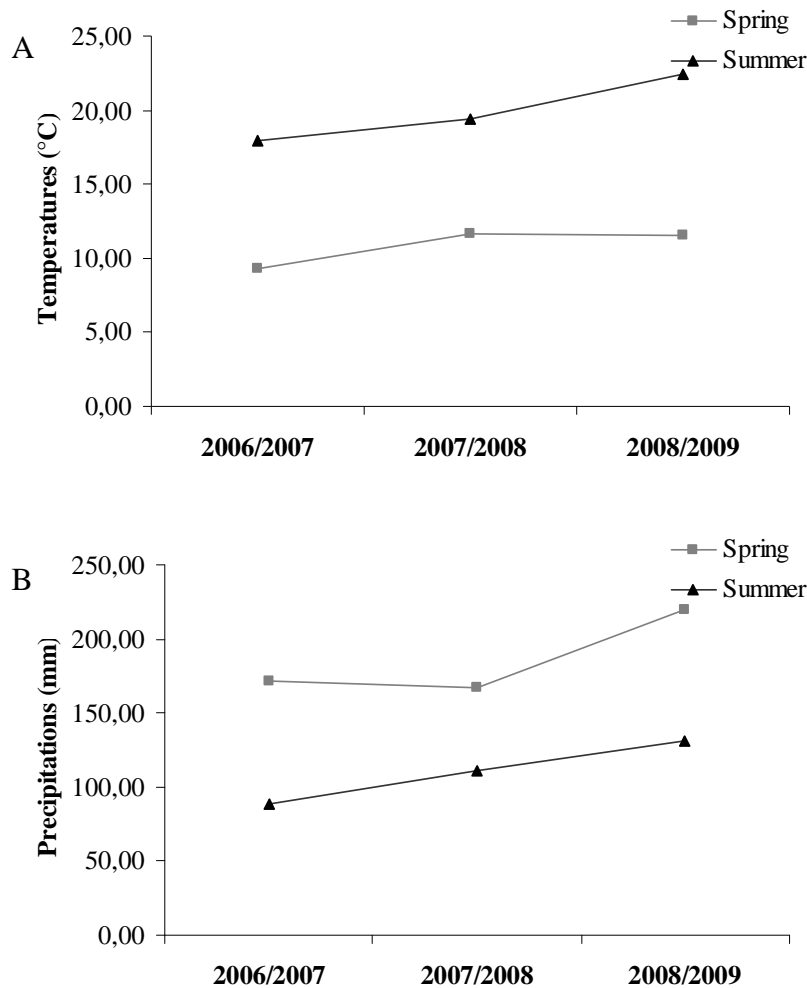 A
Spring
Summer
Temperatures (°C)
25,00
20,00
15,00
10,00
5,00
0,00
2006/2007 2007/2008 2008/2009
B
Spring
Summer
Precipitations (mm)
250,00
200,00
150,00
100,00
50,00
0,00
2006/2007 2007/2008 2008/2009